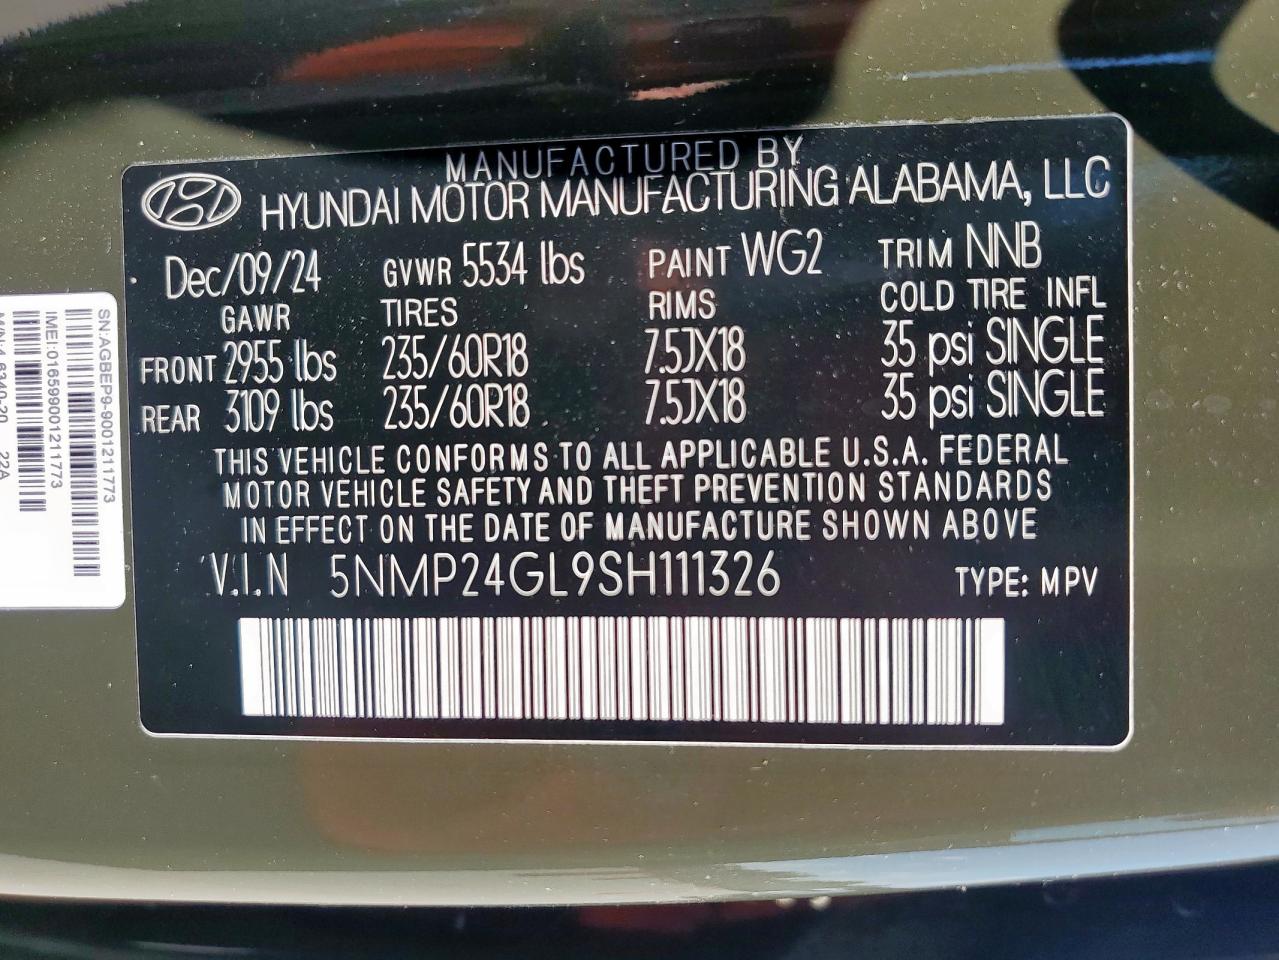 MANUFACTURED BY
HYUNDAI MOTOR MANUFACTURING ALABAMA, LLC
Dec/09/24 GVWR 5534 lbs PAINT WG2 TRIM NNB
GAWR TIRES RIMS COLD TIRE INFL
FRONT 2955 lbs 235/60R18 7.5JX18 35 psi SINGLE
REAR 3109 lbs 235/60R18 7.5JX18 35 psi SINGLE
THIS VEHICLE CONFORMS TO ALL APPLICABLE U.S.A. FEDERAL
MOTOR VEHICLE SAFETY AND THEFT PREVENTION STANDARDS
IN EFFECT ON THE DATE OF MANUFACTURE SHOWN ABOVE
V.I.N 5NMP24GL9SH111326 TYPE: MPV
SN:AGBEP9-9001211773
IMEI:016599001211773
22A